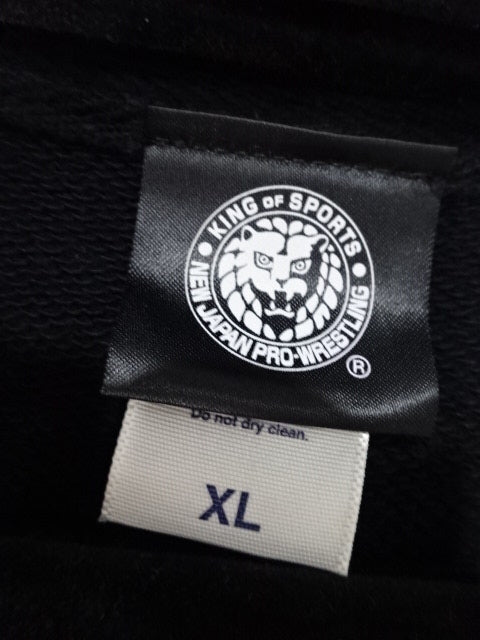 KING OF SPORTS
NEW JAPAN PRO-WRESTLING
®
Do not dry clean.
XL